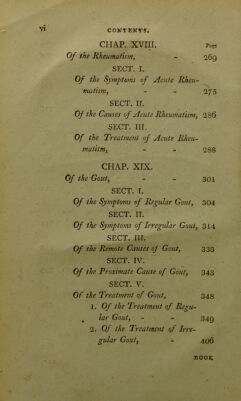 vi CONTENTS.
CHAP. XVIII. Page
Of the Rheumatism, - 269
SECT. I.
Of the Symptoms of Acute Rheu-
matism, - - 275
SECT. II.
Of the Causes of Acute Rheumatism, 286
SECT. III.
Of the Treatment of Acute Rheu-
matism, - - 288
CHAP. XIX.
Of the Gout, - - 301
SECT. I.
Of the Symptoms of Regular Gout, 304
SECT. II.
Of the Symptoms of Irregular Gout, 314
SECT. III.
Of the Remote Causes of Gout, 333
SECT. IV.
Of the Proximate Cause of Gout, 343
SECT. V.
Of the Treatment of Gout, 348
1. Of the Treatment of Regu-
lar Gout, - - 349
2. Of the Treatment of Irre-
gular Gout, - 406
BOOK